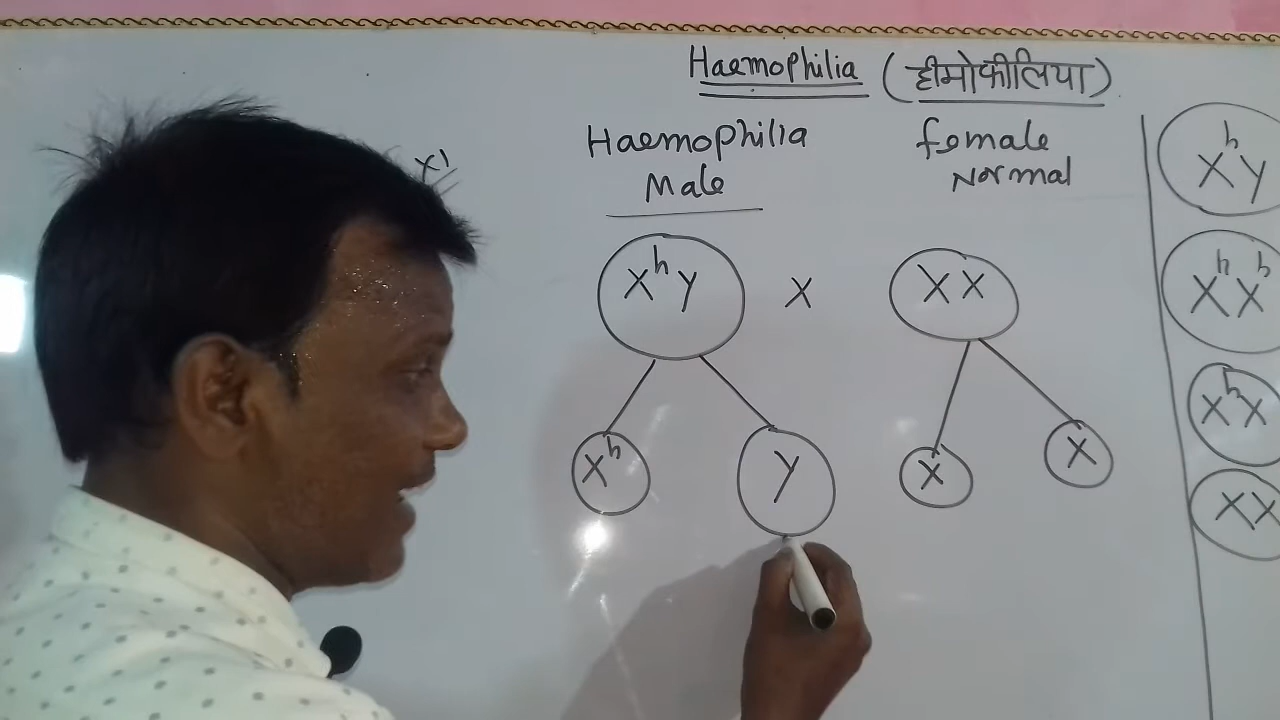 Haemophilia (हीमोफीलिया)
Haemophilia Male
female Normal
X^h Y X XX
X^h Y X X
X^h Y
X^h X^h
X^h X
XX